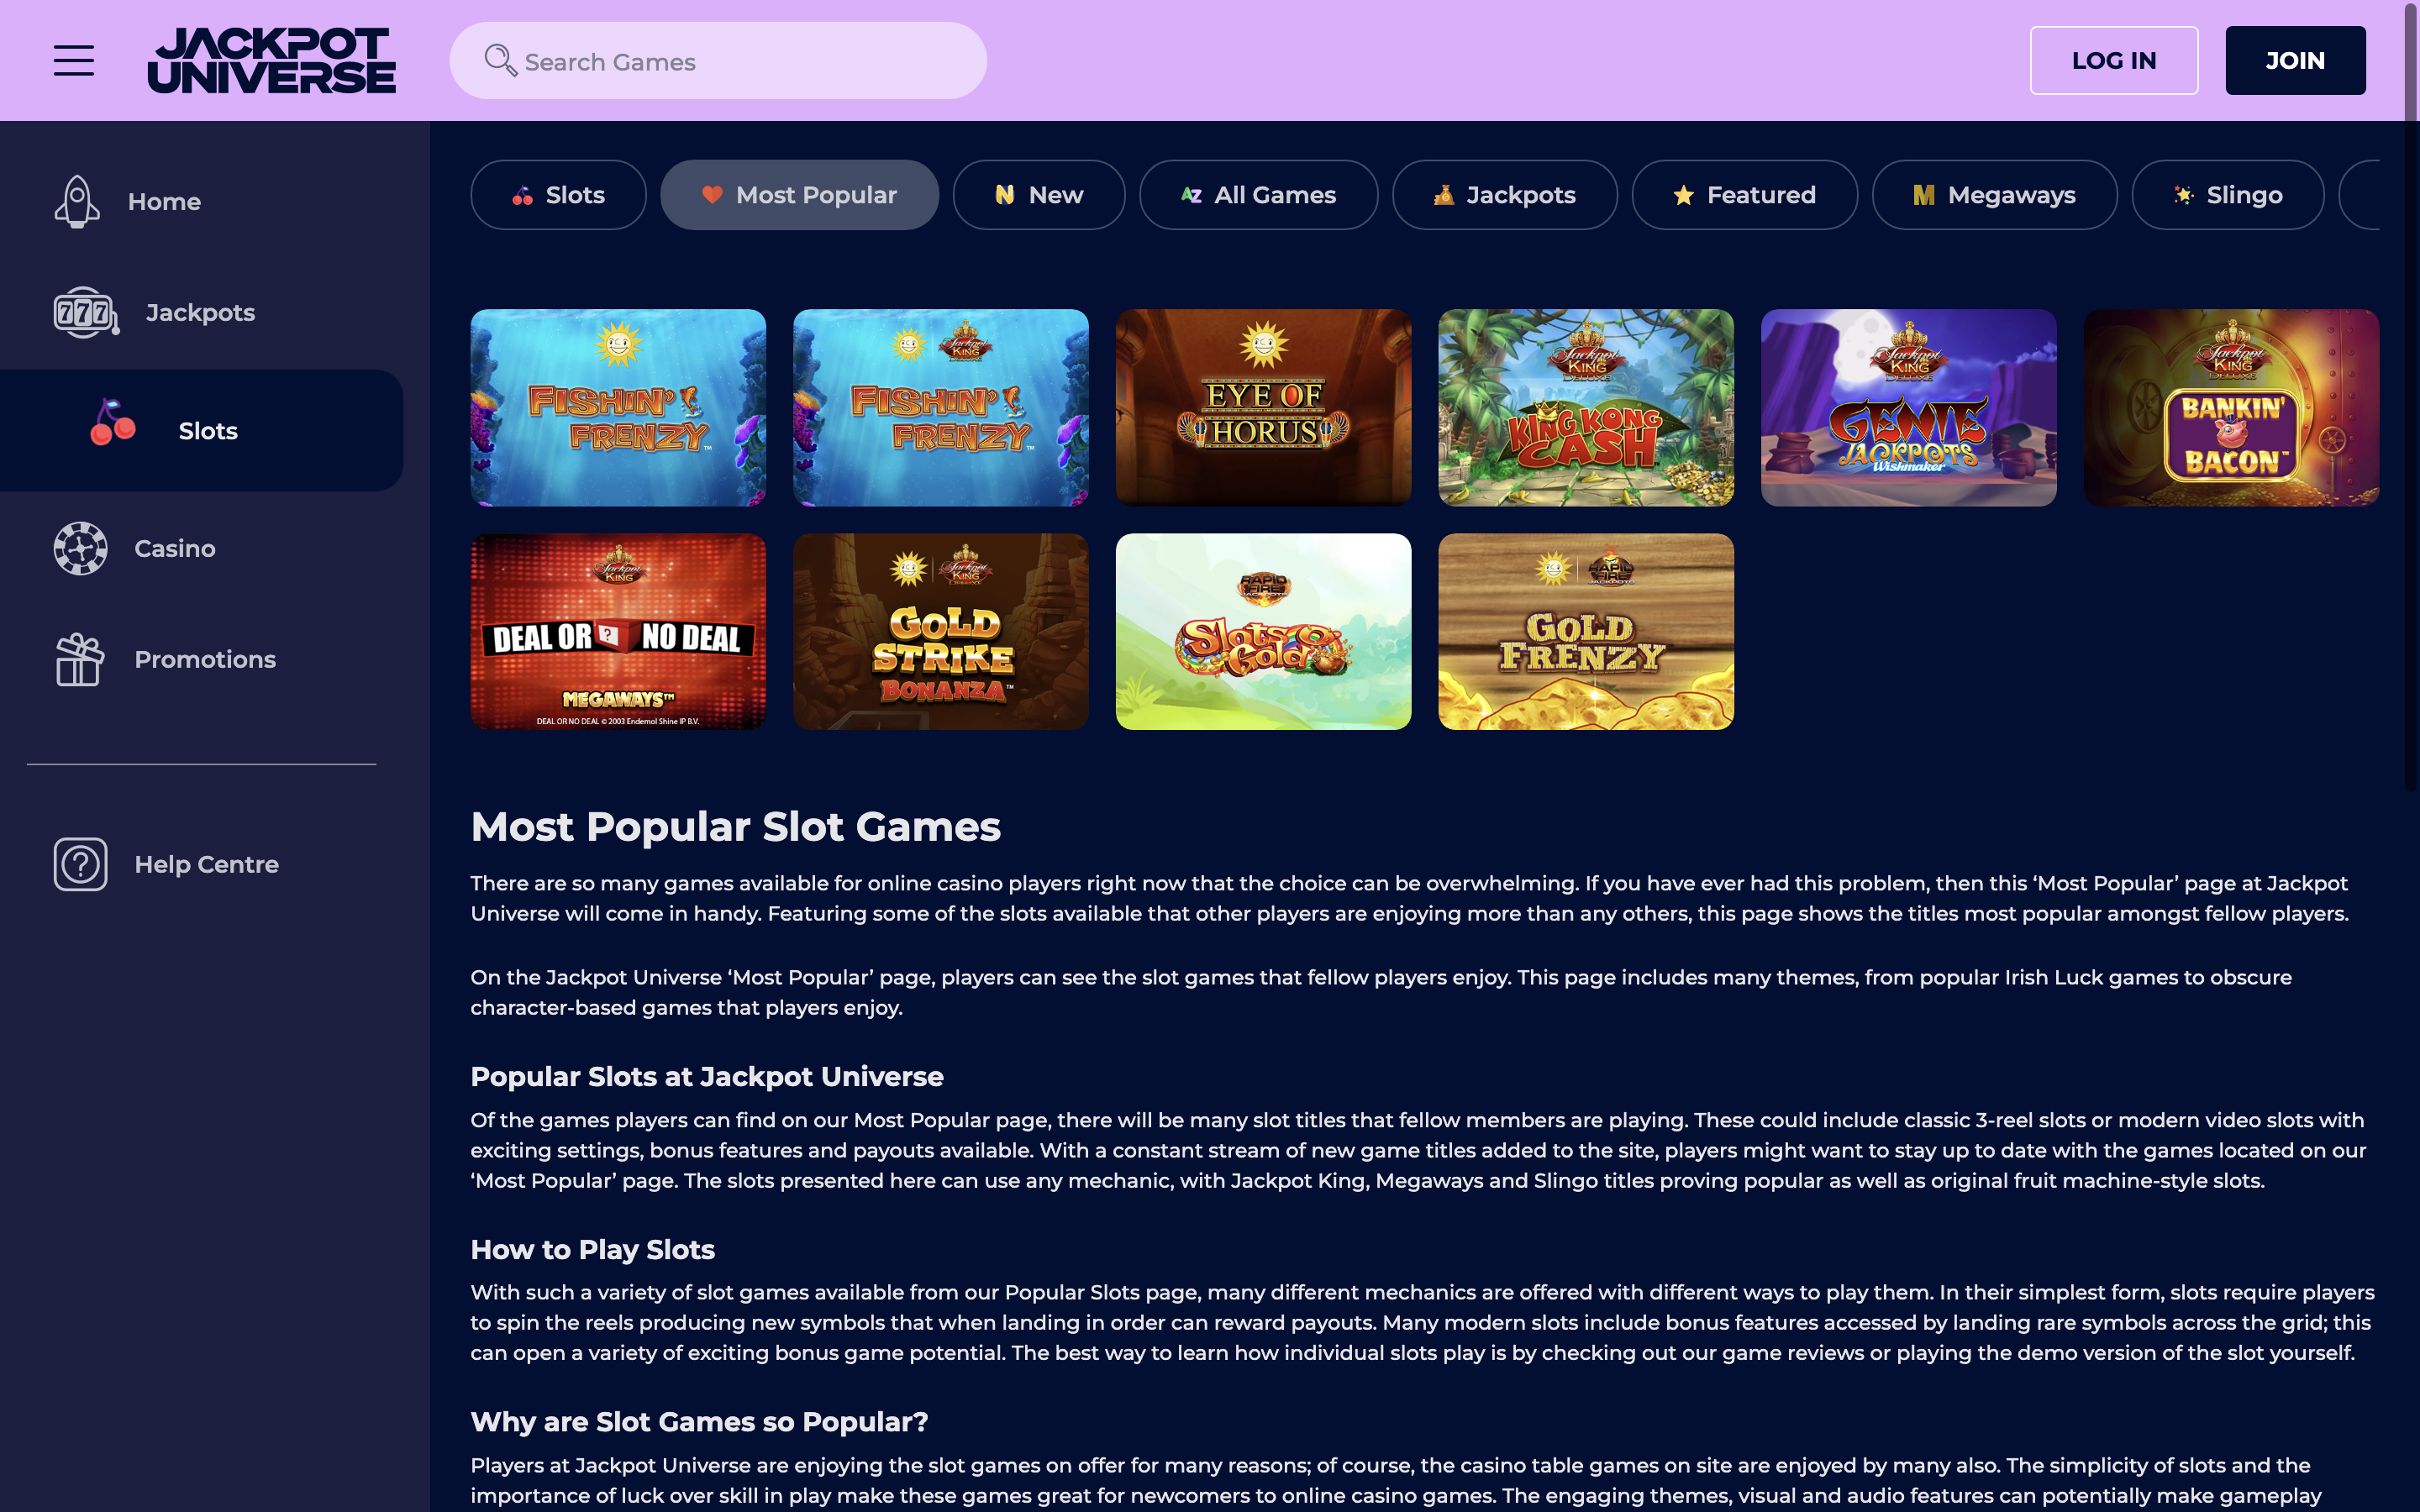 JACKPOT
UNIVERSE
Search Games
LOG IN
JOIN
Home
Jackpots
Slots
Casino
Promotions
Help Centre
Slots
Most Popular
N New
AZ All Games
Jackpots
Featured
M Megaways
Slingo
FISHIN'
FRENZY™
Jackpot
KING
DELUXE
FISHIN'
FRENZY™
EYE OF
HORUS
Jackpot
KING
DELUXE
KING KONG
CASH
Jackpot
KING
DELUXE
GENIE
JACKPOTS
Wishmaker
Jackpot
KING
DELUXE
BANKIN'
BACON™
Jackpot
KING
DEAL OR ? NO DEAL
MEGAWAYS™
DEAL OR NO DEAL © 2003 Endemol Shine IP B.V.
Jackpot
KING
DELUXE
GOLD
STRIKE
BONANZA™
RAPID
FIRE
JACKPOTS
Slots O
Gold
RAPID
FIRE
JACKPOTS
GOLD
FRENZY
Most Popular Slot Games
There are so many games available for online casino players right now that the choice can be overwhelming. If you have ever had this problem, then this ‘Most Popular’ page at Jackpot
Universe will come in handy. Featuring some of the slots available that other players are enjoying more than any others, this page shows the titles most popular amongst fellow players.
On the Jackpot Universe ‘Most Popular’ page, players can see the slot games that fellow players enjoy. This page includes many themes, from popular Irish Luck games to obscure
character-based games that players enjoy.
Popular Slots at Jackpot Universe
Of the games players can find on our Most Popular page, there will be many slot titles that fellow members are playing. These could include classic 3-reel slots or modern video slots with
exciting settings, bonus features and payouts available. With a constant stream of new game titles added to the site, players might want to stay up to date with the games located on our
‘Most Popular’ page. The slots presented here can use any mechanic, with Jackpot King, Megaways and Slingo titles proving popular as well as original fruit machine-style slots.
How to Play Slots
With such a variety of slot games available from our Popular Slots page, many different mechanics are offered with different ways to play them. In their simplest form, slots require players
to spin the reels producing new symbols that when landing in order can reward payouts. Many modern slots include bonus features accessed by landing rare symbols across the grid; this
can open a variety of exciting bonus game potential. The best way to learn how individual slots play is by checking out our game reviews or playing the demo version of the slot yourself.
Why are Slot Games so Popular?
Players at Jackpot Universe are enjoying the slot games on offer for many reasons; of course, the casino table games on site are enjoyed by many also. The simplicity of slots and the
importance of luck over skill in play make these games great for newcomers to online casino games. The engaging themes, visual and audio features can potentially make gameplay